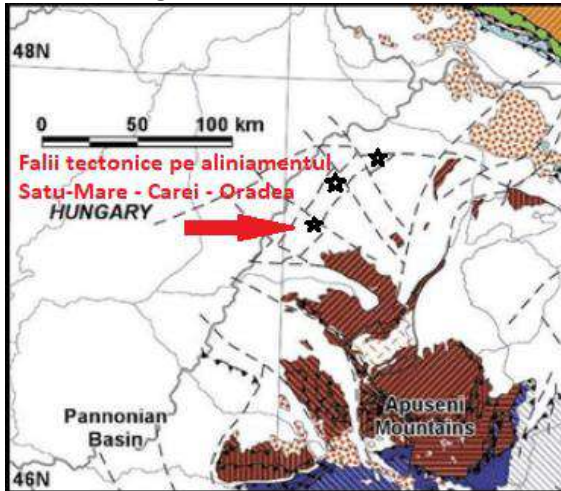 48N
0 50 100 km
Falii tectonice pe aliniamentul
Satu-Mare - Carei - Oradea
HUNGARY
Pannonian
Basin
Apuseni
Mountains
46N